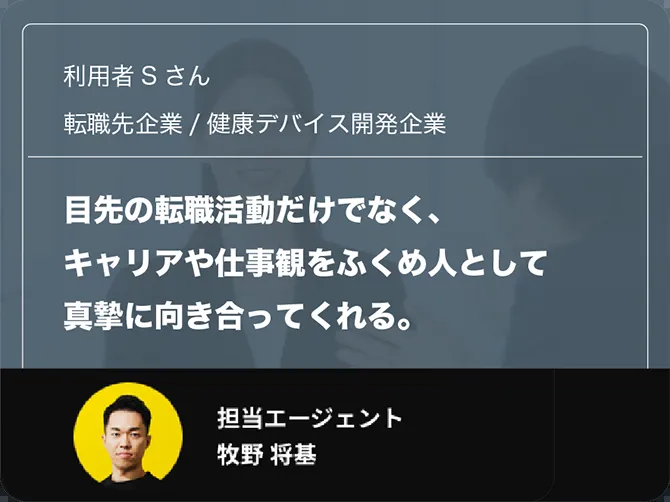 利用者 S さん
転職先企業 / 健康デバイス開発企業
目先の転職活動だけでなく、
キャリアや仕事観をふくめ人として
真摯に向き合ってくれる。
担当エージェント
牧野 将基